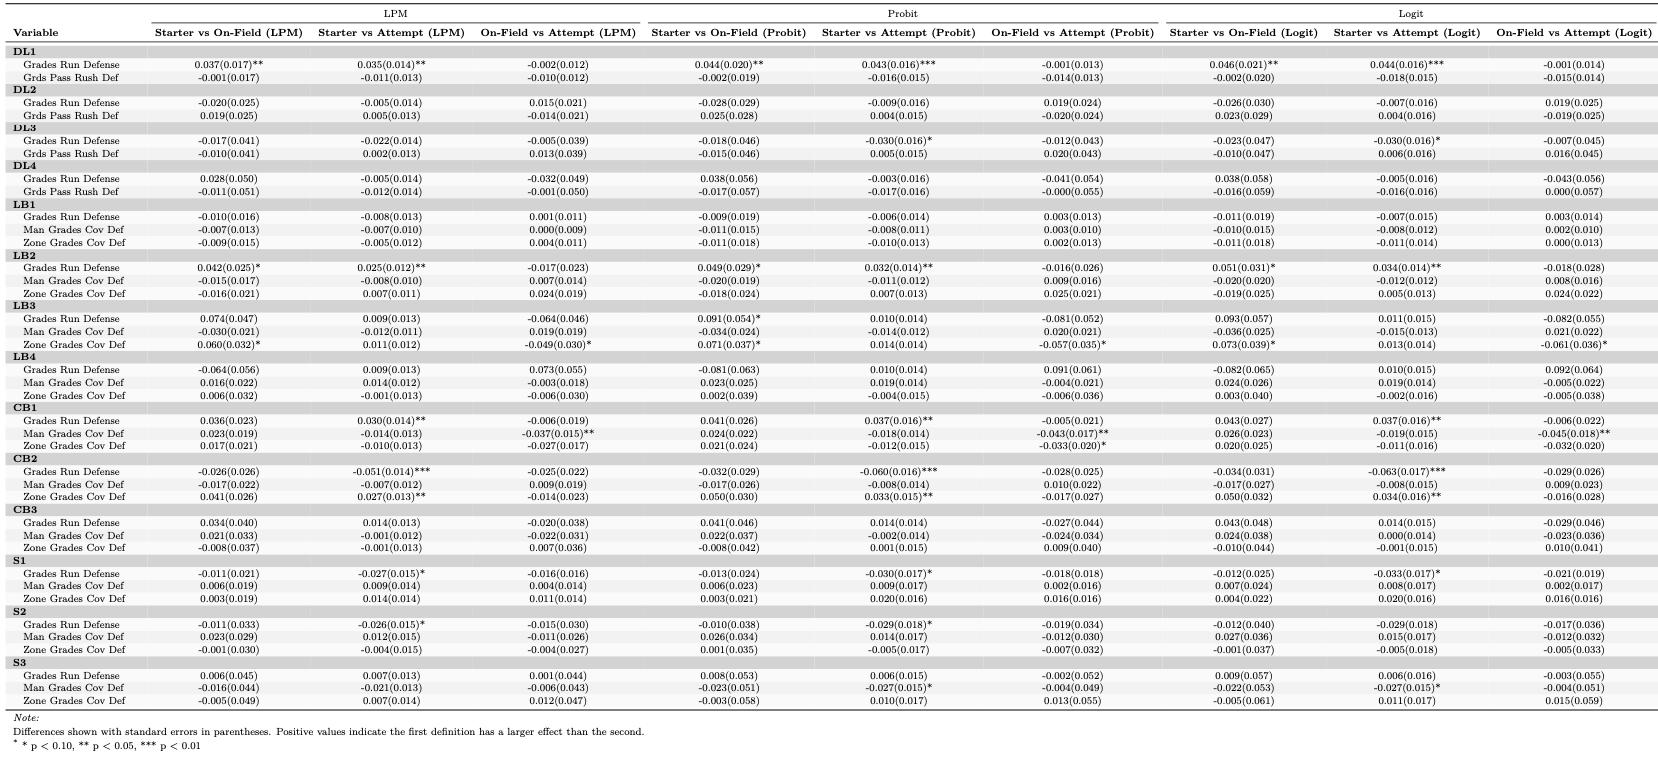 LPM Probit Logit
Variable Starter vs On-Field (LPM) Starter vs Attempt (LPM) On-Field vs Attempt (LPM) Starter vs On-Field (Probit) Starter vs Attempt (Probit) On-Field vs Attempt (Probit) Starter vs On-Field (Logit) Starter vs Attempt (Logit) On-Field vs Attempt (Logit)
DL1
Grades Run Defense 0.037(0.017)** 0.035(0.014)** -0.002(0.012) 0.044(0.020)** 0.043(0.016)*** -0.001(0.013) 0.046(0.021)** 0.044(0.016)*** -0.001(0.014)
Grds Pass Rush Def -0.001(0.017) -0.011(0.013) -0.010(0.012) -0.002(0.019) -0.016(0.015) -0.014(0.013) -0.002(0.020) -0.018(0.015) -0.015(0.014)
DL2
Grades Run Defense -0.020(0.025) -0.005(0.014) 0.015(0.021) -0.028(0.029) -0.009(0.016) 0.019(0.024) -0.026(0.030) -0.007(0.016) 0.019(0.025)
Grds Pass Rush Def 0.019(0.025) 0.005(0.013) -0.014(0.021) 0.025(0.028) 0.004(0.015) -0.020(0.024) 0.023(0.029) 0.004(0.016) -0.019(0.025)
DL3
Grades Run Defense -0.017(0.041) -0.022(0.014) -0.005(0.039) -0.018(0.046) -0.030(0.016)* -0.012(0.043) -0.023(0.047) -0.030(0.016)* -0.007(0.045)
Grds Pass Rush Def -0.010(0.041) 0.002(0.013) 0.013(0.039) -0.015(0.046) 0.005(0.015) 0.020(0.043) -0.010(0.047) 0.006(0.016) 0.016(0.045)
DL4
Grades Run Defense 0.028(0.050) -0.005(0.014) -0.032(0.049) 0.038(0.056) -0.003(0.016) -0.041(0.054) 0.038(0.058) -0.005(0.016) -0.043(0.056)
Grds Pass Rush Def -0.011(0.051) -0.012(0.014) -0.001(0.050) -0.017(0.057) -0.017(0.016) -0.000(0.055) -0.016(0.059) -0.016(0.016) 0.000(0.057)
LB1
Grades Run Defense -0.010(0.016) -0.008(0.013) 0.001(0.011) -0.009(0.019) -0.006(0.014) 0.003(0.013) -0.011(0.019) -0.007(0.015) 0.003(0.014)
Man Grades Cov Def -0.007(0.013) -0.007(0.010) 0.000(0.009) -0.011(0.015) -0.008(0.011) 0.003(0.010) -0.010(0.015) -0.008(0.012) 0.002(0.010)
Zone Grades Cov Def -0.009(0.015) -0.005(0.012) 0.004(0.011) -0.011(0.018) -0.010(0.013) 0.002(0.013) -0.011(0.018) -0.011(0.014) 0.000(0.013)
LB2
Grades Run Defense 0.042(0.025)* 0.025(0.012)** -0.017(0.023) 0.049(0.029)* 0.032(0.014)** -0.016(0.026) 0.051(0.031)* 0.034(0.014)** -0.018(0.028)
Man Grades Cov Def -0.015(0.017) -0.008(0.010) 0.007(0.014) -0.020(0.019) -0.011(0.012) 0.009(0.016) -0.020(0.020) -0.012(0.012) 0.008(0.016)
Zone Grades Cov Def -0.016(0.021) 0.007(0.011) 0.024(0.019) -0.018(0.024) 0.007(0.013) 0.025(0.021) -0.019(0.025) 0.005(0.013) 0.024(0.022)
LB3
Grades Run Defense 0.074(0.047) 0.009(0.013) -0.064(0.046) 0.091(0.054)* 0.010(0.014) -0.081(0.052) 0.093(0.057) 0.011(0.015) -0.082(0.055)
Man Grades Cov Def -0.030(0.021) -0.012(0.011) 0.019(0.019) -0.034(0.024) -0.014(0.012) 0.020(0.021) -0.036(0.025) -0.015(0.013) 0.021(0.022)
Zone Grades Cov Def 0.060(0.032)* 0.011(0.012) -0.049(0.030)* 0.071(0.037)* 0.014(0.014) -0.057(0.035)* 0.073(0.039)* 0.013(0.014) -0.061(0.036)*
LB4
Grades Run Defense -0.064(0.056) 0.009(0.013) 0.073(0.055) -0.081(0.063) 0.010(0.014) 0.091(0.061) -0.082(0.065) 0.010(0.015) 0.092(0.064)
Man Grades Cov Def 0.016(0.022) 0.014(0.012) -0.003(0.018) 0.023(0.025) 0.019(0.014) -0.004(0.021) 0.024(0.026) 0.019(0.014) -0.005(0.022)
Zone Grades Cov Def 0.006(0.032) -0.001(0.013) -0.006(0.030) 0.002(0.039) -0.004(0.015) -0.006(0.036) 0.003(0.040) -0.002(0.016) -0.005(0.038)
CB1
Grades Run Defense 0.036(0.023) 0.030(0.014)** -0.006(0.019) 0.041(0.026) 0.037(0.016)** -0.005(0.021) 0.043(0.027) 0.037(0.016)** -0.006(0.022)
Man Grades Cov Def 0.023(0.019) -0.014(0.013) -0.037(0.015)** 0.024(0.022) -0.018(0.014) -0.043(0.017)** 0.026(0.023) -0.019(0.015) -0.045(0.018)**
Zone Grades Cov Def 0.017(0.021) -0.010(0.013) -0.027(0.017) 0.021(0.024) -0.012(0.015) -0.033(0.020)* 0.020(0.025) -0.011(0.016) -0.032(0.020)
CB2
Grades Run Defense -0.026(0.026) -0.051(0.014)*** -0.025(0.022) -0.032(0.029) -0.060(0.016)*** -0.028(0.025) -0.034(0.031) -0.063(0.017)*** -0.029(0.026)
Man Grades Cov Def -0.017(0.022) -0.007(0.012) 0.009(0.019) -0.017(0.026) -0.008(0.014) 0.010(0.022) -0.017(0.027) -0.008(0.015) 0.009(0.023)
Zone Grades Cov Def 0.041(0.026) 0.027(0.013)** -0.014(0.023) 0.050(0.030) 0.033(0.015)** -0.017(0.027) 0.050(0.032) 0.034(0.016)** -0.016(0.028)
CB3
Grades Run Defense 0.034(0.040) 0.014(0.013) -0.020(0.038) 0.041(0.046) 0.014(0.014) -0.027(0.044) 0.043(0.048) 0.014(0.015) -0.029(0.046)
Man Grades Cov Def 0.021(0.033) -0.001(0.012) -0.022(0.031) 0.022(0.037) -0.002(0.014) -0.024(0.034) 0.024(0.038) 0.000(0.014) -0.023(0.036)
Zone Grades Cov Def -0.008(0.037) -0.001(0.013) 0.007(0.036) -0.008(0.042) 0.001(0.015) 0.009(0.040) -0.010(0.044) -0.001(0.015) 0.010(0.041)
S1
Grades Run Defense -0.011(0.021) -0.027(0.015)* -0.016(0.016) -0.013(0.024) -0.030(0.017)* -0.018(0.018) -0.012(0.025) -0.033(0.017)* -0.021(0.019)
Man Grades Cov Def 0.006(0.019) 0.009(0.014) 0.004(0.014) 0.006(0.023) 0.009(0.017) 0.002(0.016) 0.007(0.024) 0.008(0.017) 0.002(0.017)
Zone Grades Cov Def 0.003(0.019) 0.014(0.014) 0.011(0.014) 0.003(0.021) 0.020(0.016) 0.016(0.016) 0.004(0.022) 0.020(0.016) 0.016(0.016)
S2
Grades Run Defense -0.011(0.033) -0.026(0.015)* -0.015(0.030) -0.010(0.038) -0.029(0.018)* -0.019(0.034) -0.012(0.040) -0.029(0.018) -0.017(0.036)
Man Grades Cov Def 0.023(0.029) 0.012(0.015) -0.011(0.026) 0.026(0.034) 0.014(0.017) -0.012(0.030) 0.027(0.036) 0.015(0.017) -0.012(0.032)
Zone Grades Cov Def -0.001(0.030) -0.004(0.015) -0.004(0.027) 0.001(0.035) -0.005(0.017) -0.007(0.032) -0.001(0.037) -0.005(0.018) -0.005(0.033)
S3
Grades Run Defense 0.006(0.045) 0.007(0.013) 0.001(0.044) 0.008(0.053) 0.006(0.015) -0.002(0.052) 0.009(0.057) 0.006(0.016) -0.003(0.055)
Man Grades Cov Def -0.016(0.044) -0.021(0.013) -0.006(0.043) -0.023(0.051) -0.027(0.015)* -0.004(0.049) -0.022(0.053) -0.027(0.015)* -0.004(0.051)
Zone Grades Cov Def -0.005(0.049) 0.007(0.014) 0.012(0.047) -0.003(0.058) 0.010(0.017) 0.013(0.055) -0.005(0.061) 0.011(0.017) 0.015(0.059)
Note:
Differences shown with standard errors in parentheses. Positive values indicate the first definition has a larger effect than the second.
* * p < 0.10, ** p < 0.05, *** p < 0.01